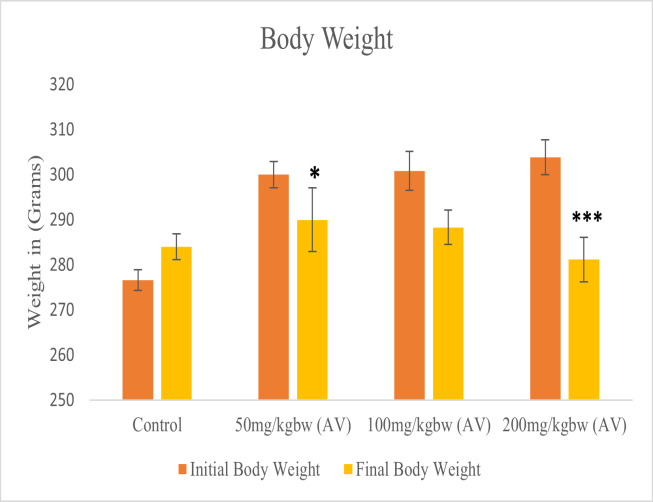 Body Weight
Weight in (Grams)
320
310
300
290
280
270
260
250
*
***
Control 50mg/kgbw (AV) 100mg/kgbw (AV) 200mg/kgbw (AV)
Initial Body Weight Final Body Weight